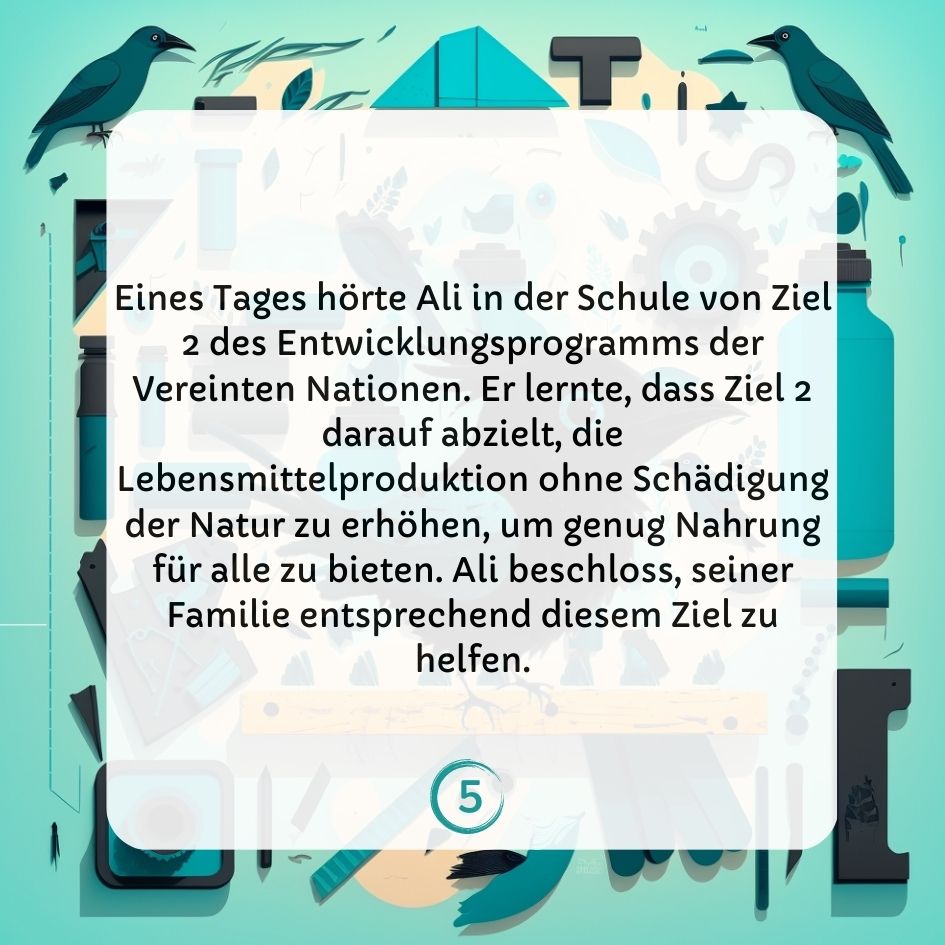 Eines Tages hörte Ali in der Schule von Ziel
2 des Entwicklungsprogramms der
Vereinten Nationen. Er lernte, dass Ziel 2
darauf abzielt, die
Lebensmittelproduktion ohne Schädigung
der Natur zu erhöhen, um genug Nahrung
für alle zu bieten. Ali beschloss, seiner
Familie entsprechend diesem Ziel zu
helfen.
5